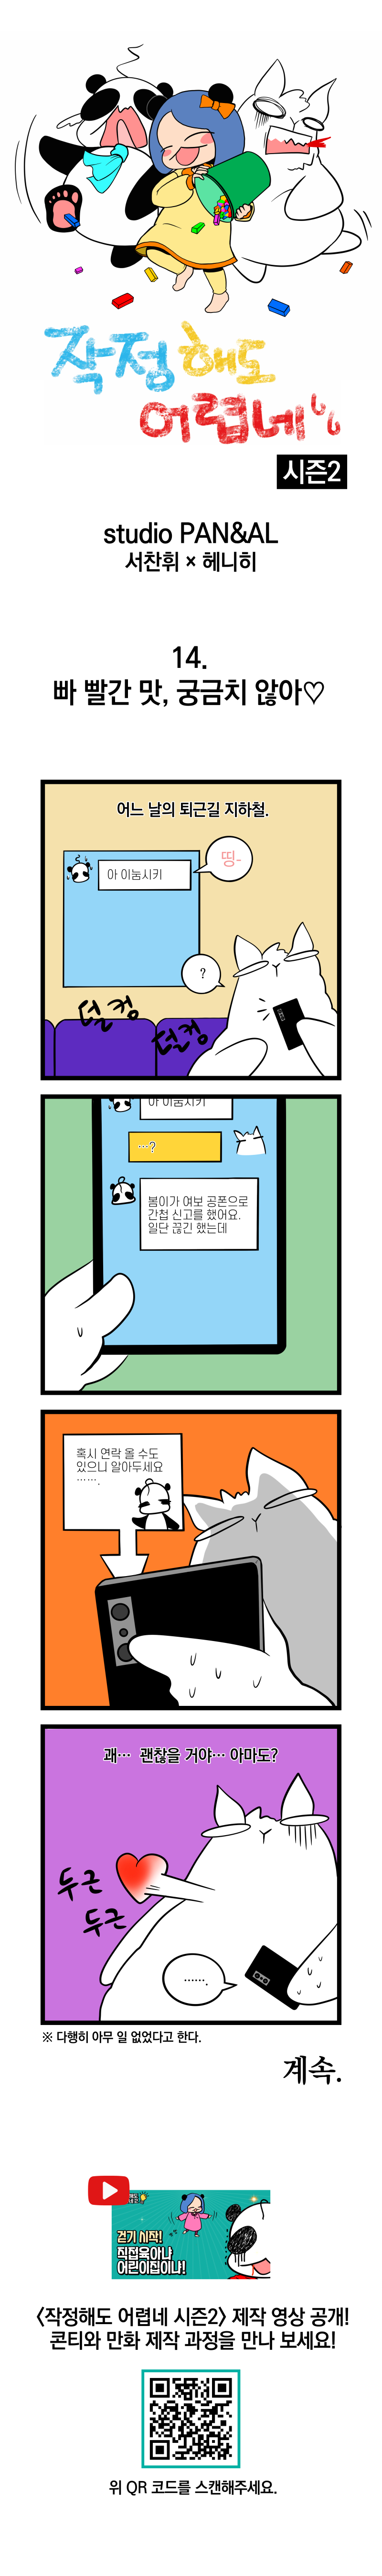 작정해도
어렵네
시즌2
studio PAN&AL
서찬휘 × 헤니히
14.
빠 빨간 맛, 궁금치 않아♡
어느 날의 퇴근길 지하철.
띵-
아 이눔시키
?
덜컹
덜컹
아 이눔시키
…?
봄이가 여보 공폰으로
간첩 신고를 했어요.
일단 끊긴 했는데
혹시 연락 올 수도
있으니 알아두세요
…….
괘… 괜찮을 거야… 아마도?
두근
두근
…….
※ 다행히 아무 일 없었다고 한다.
계속.
걷기 시작!
직접육아냐
어린이집이냐!
<작정해도 어렵네 시즌2> 제작 영상 공개!
콘티와 만화 제작 과정을 만나 보세요!
위 QR 코드를 스캔해주세요.